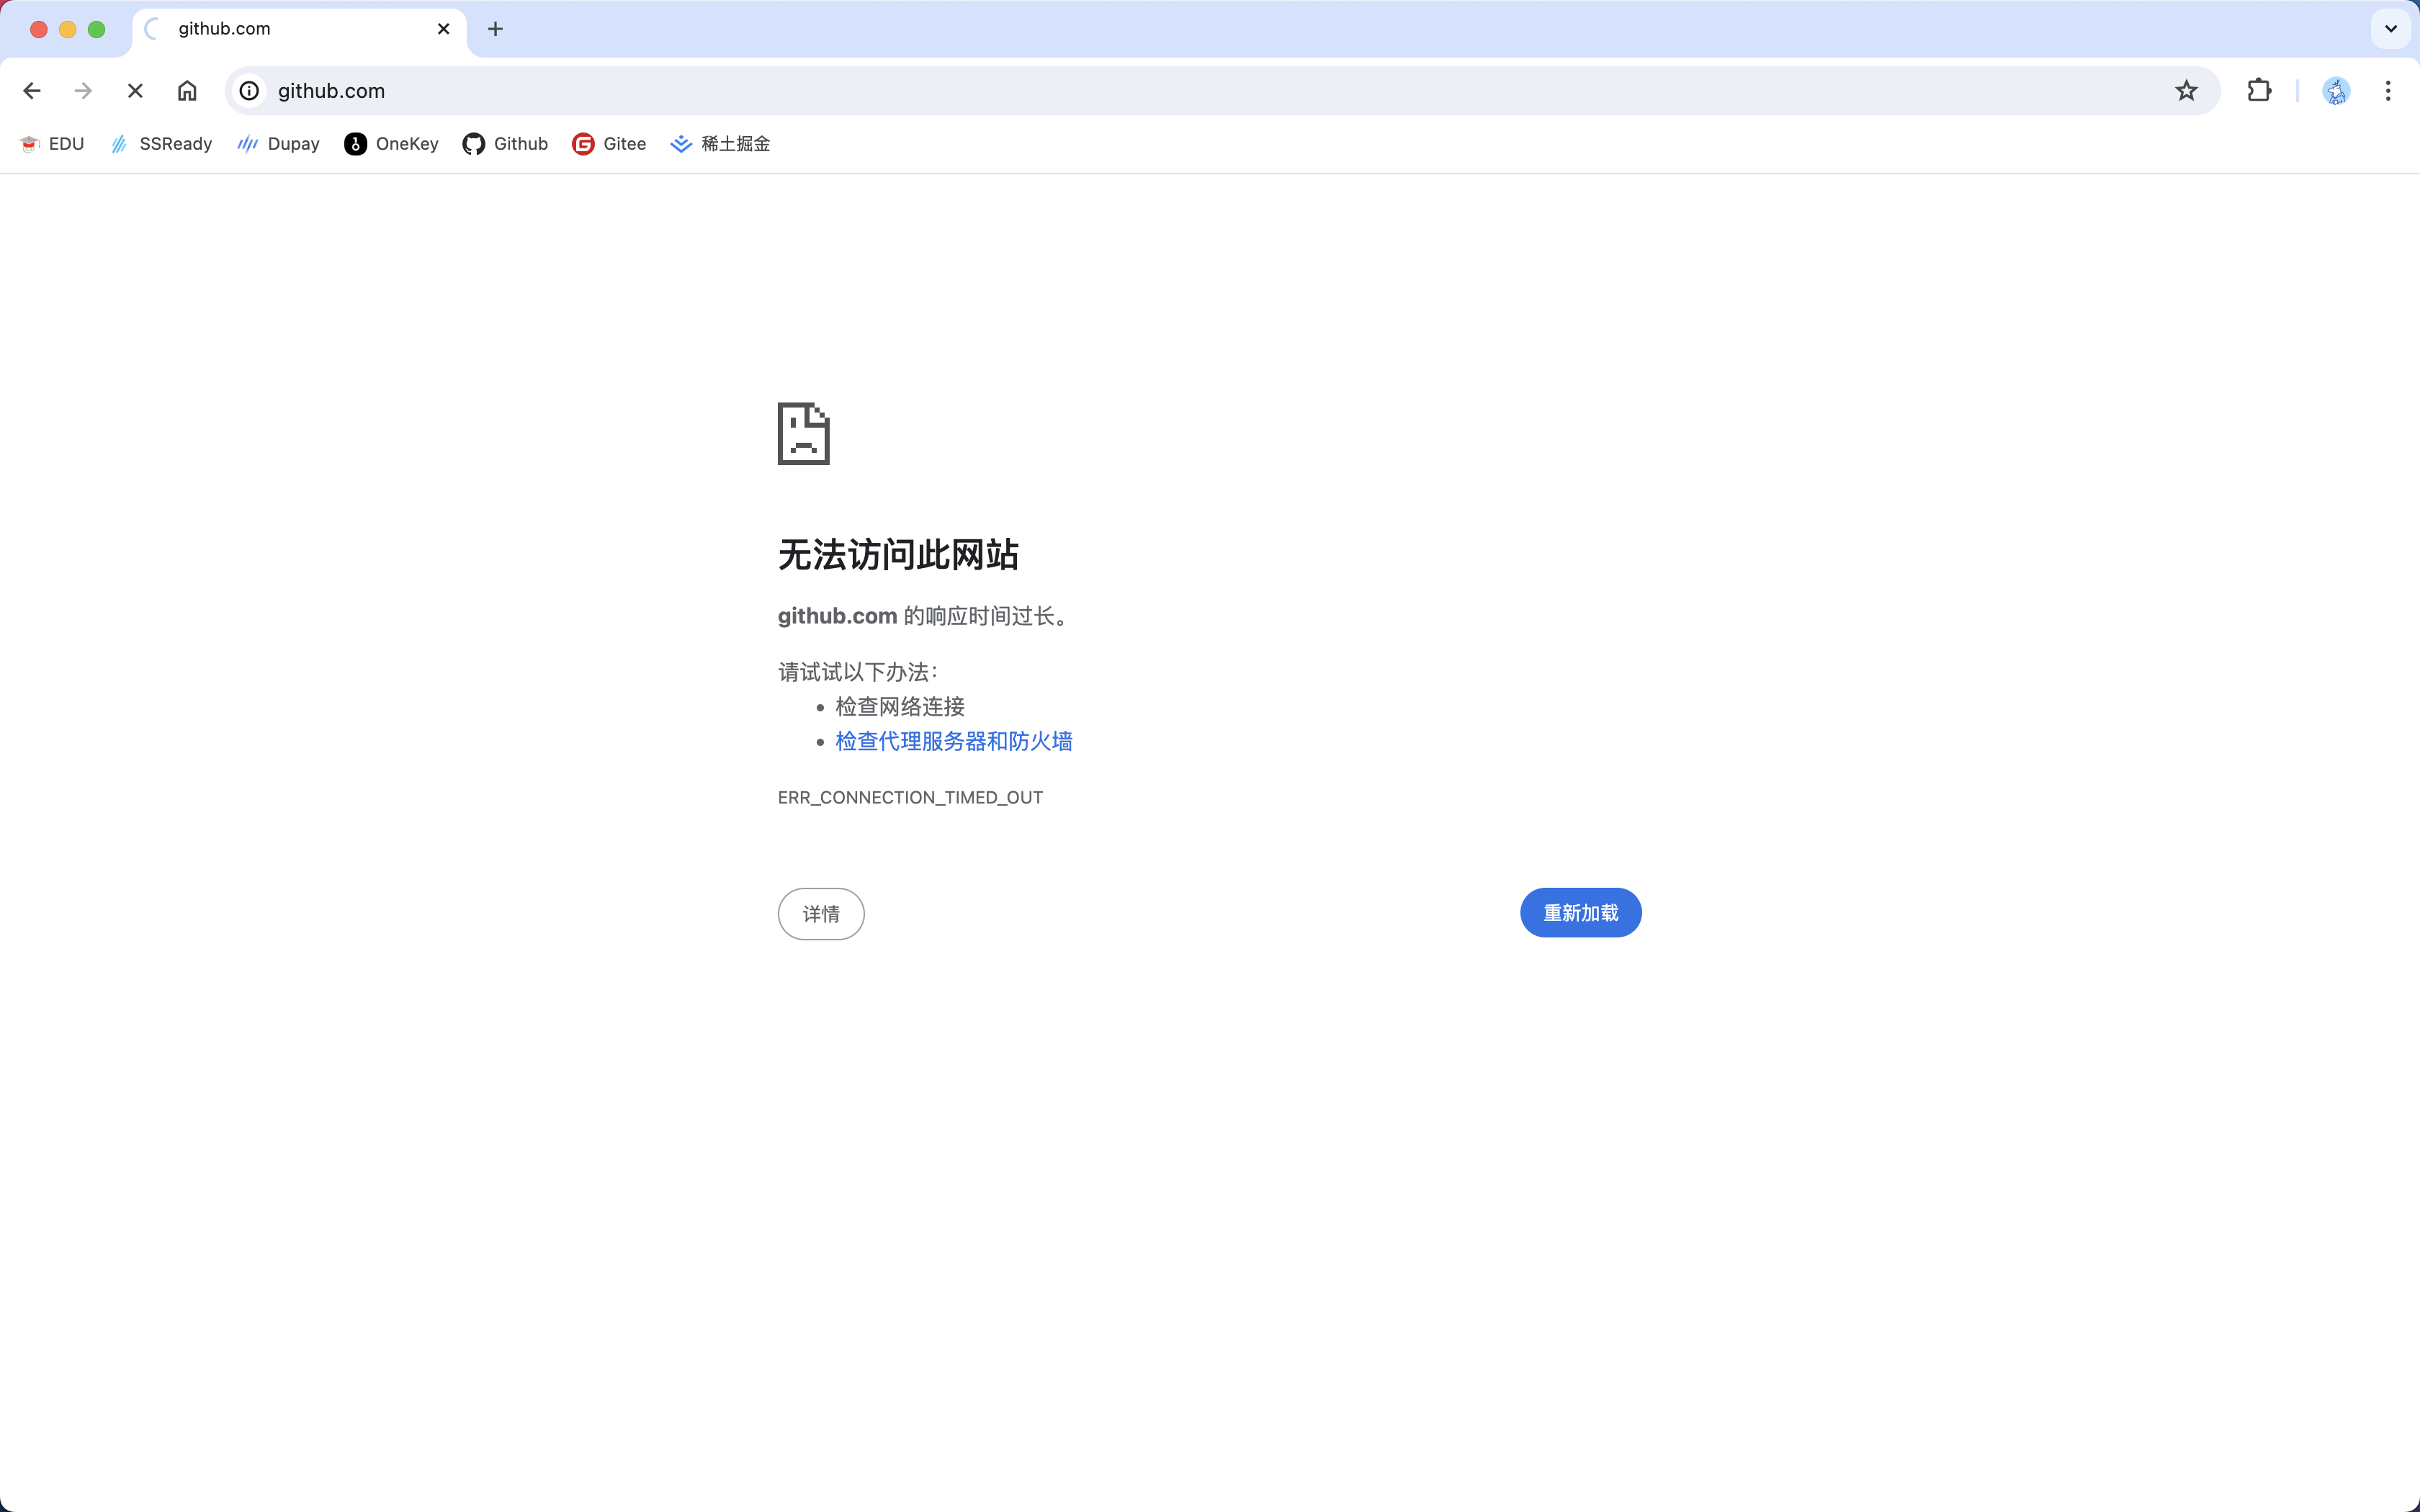 github.com
github.com
EDU
SSReady
Dupay
OneKey
Github
Gitee
稀土掘金
无法访问此网站
github.com 的响应时间过长。
请试试以下办法：
检查网络连接
检查代理服务器和防火墙
ERR_CONNECTION_TIMED_OUT
详情
重新加载